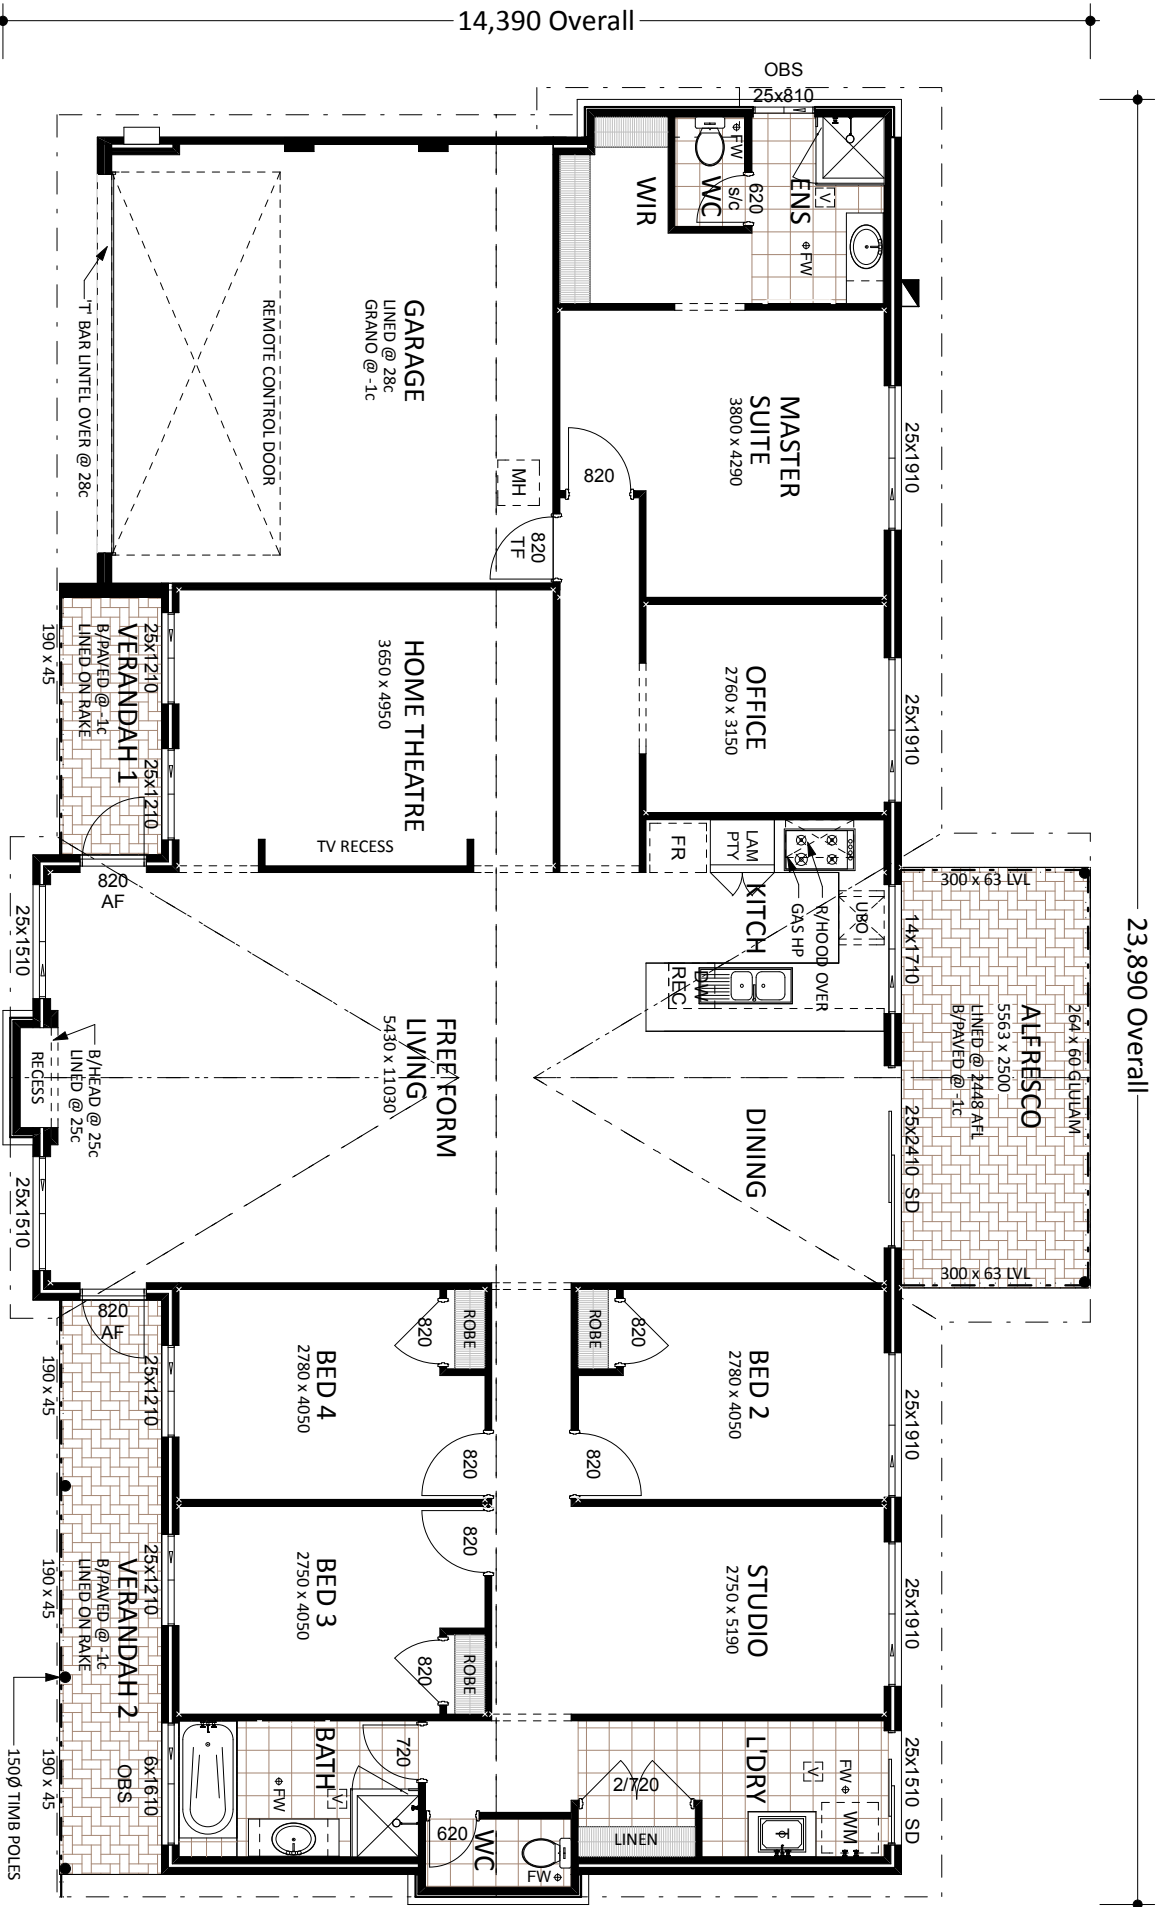 14,390 Overall
23,890 Overall
OBS
25x810
FW
WC
620
s/c
ENS
V
FW
WIR
GARAGE
LINED @ 28c
GRANO @ -1c
REMOTE CONTROL DOOR
'T' BAR LINTEL OVER @ 28c
MH
820
TF
MASTER
SUITE
3800 x 4290
820
25x1910
OFFICE
2760 x 3150
25x1910
HOME THEATRE
3650 x 4950
TV RECESS
25x1210
25x1210
VERANDAH 1
B/PAVED @ -1c
LINED ON RAKE
190 x 45
820
AF
FR
LAM
PTY
KITCH
R/HOOD OVER
GAS HP
UBO
DW
REC
14x1710
300 x 63 LVL
264 x 60 GLULAM
ALFRESCO
5563 x 2500
LINED @ 2448 AFL
B/PAVED @ -1c
25x2410 SD
300 x 63 LVL
FREE FORM
LIVING
5430 x 11030
DINING
25x1510
B/HEAD @ 25c
LINED @ 25c
RECESS
25x1510
820
AF
ROBE
820
BED 4
2780 x 4050
820
ROBE
820
BED 2
2780 x 4050
820
25x1910
25x1210
190 x 45
820
BED 3
2750 x 4050
820
ROBE
STUDIO
2750 x 5190
25x1910
25x1210
VERANDAH 2
B/PAVED @ -1c
LINED ON RAKE
190 x 45
6x1610
OBS
190 x 45
150Ø TIMB POLES
BATH
720
V
FW
620
WC
FW
L'DRY
2/720
LINEN
V
FW
WM
25x1510 SD